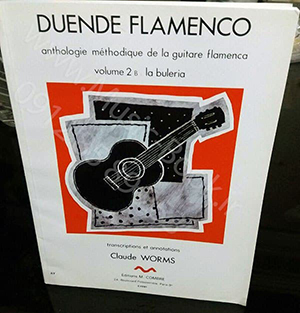 DUENDE FLAMENCO
anthologie méthodique de la guitare flamenca
volume 2 B : la buleria
transcriptions et annotations
Claude WORMS
Editions M. COMBRE